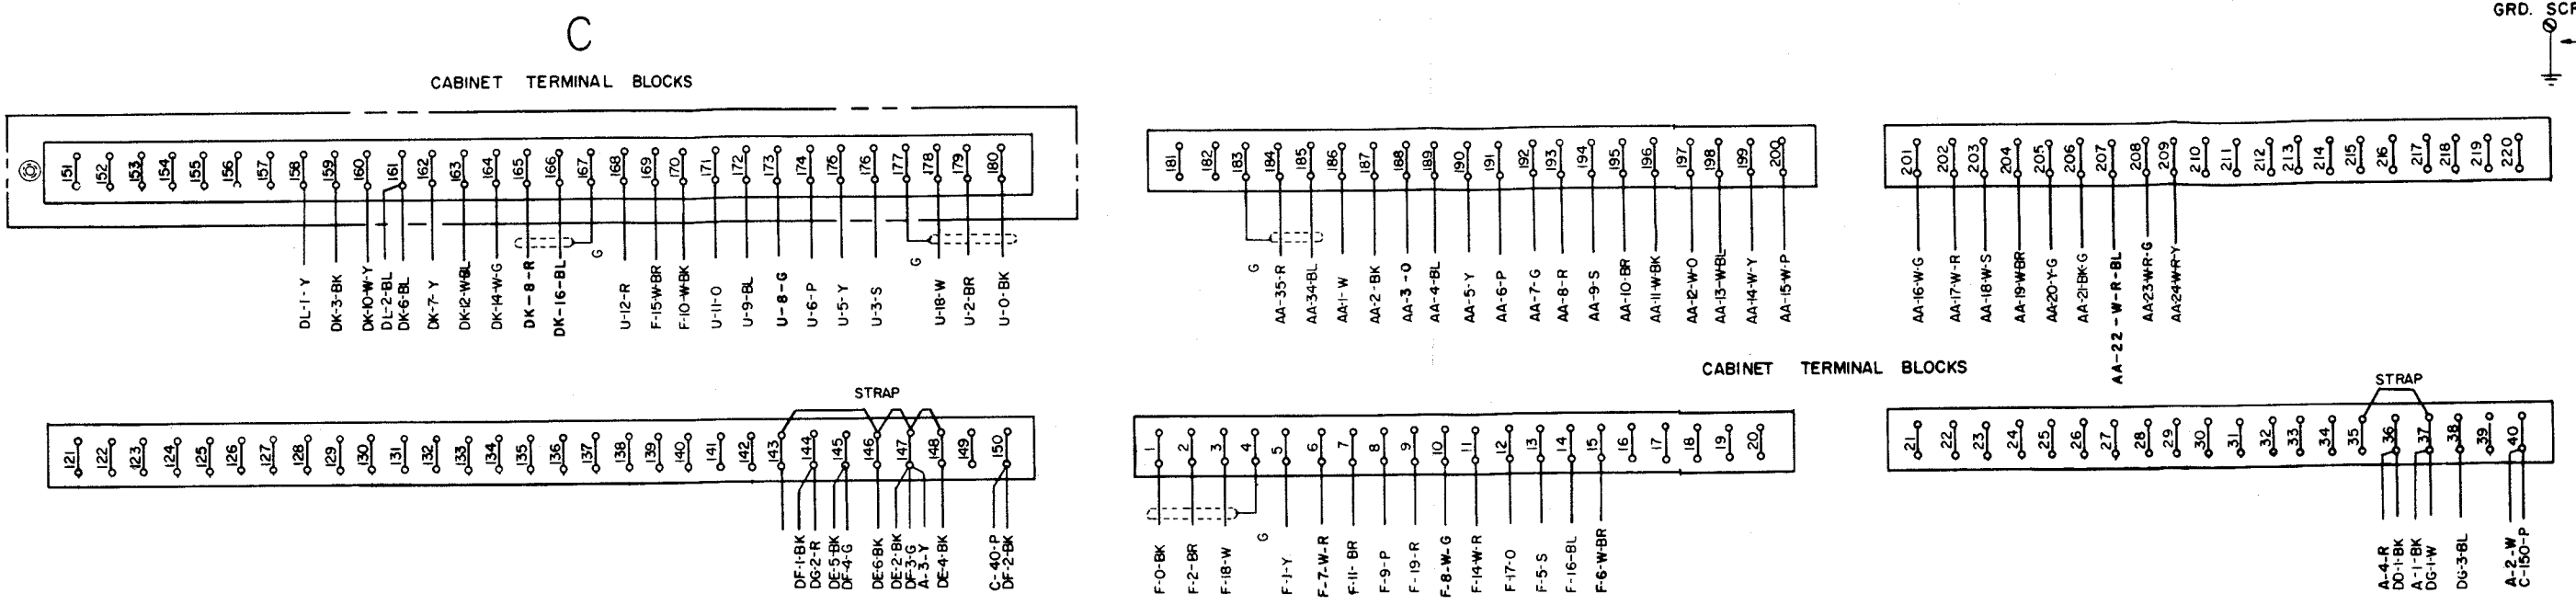 GRD. SCR
C
CABINET TERMINAL BLOCKS
151 152 153 154 155 156 157 158 159 160 161 162 163 164 165 166 167 168 169 170 171 172 173 174 175 176 177 178 179 180
DL-1-Y DK-3-BK DK-10-W-Y DL-2-BL DK-6-BL DK-7-Y DK-12-W-BL DK-14-W-G DK-8-R DK-16-BL G U-12-R F-15-W-BR F-10-W-BK U-11-O U-9-BL U-8-G U-6-P U-5-Y U-3-S G U-18-W U-2-BR U-0-BK
181 182 183 184 185 186 187 188 189 190 191 192 193 194 195 196 197 198 199 200
G AA-35-R AA-34-BL AA-1-W AA-2-BK AA-3-O AA-4-BL AA-5-Y AA-6-P AA-7-G AA-8-R AA-9-S AA-10-BR AA-11-W-BK AA-12-W-O AA-13-W-BL AA-14-W-Y AA-15-W-P
201 202 203 204 205 206 207 208 209 210 211 212 213 214 215 216 217 218 219 220
AA-16-W-G AA-17-W-R AA-18-W-S AA-19-W-BR AA-20-Y-G AA-21-BK-G AA-22-W-R-BL AA-23-W-R-G AA-24-W-R-Y
CABINET TERMINAL BLOCKS
STRAP
121 122 123 124 125 126 127 128 129 130 131 132 133 134 135 136 137 138 139 140 141 142 143 144 145 146 147 148 149 150
DF-1-BK DG-2-R DE-5-BK DF-4-G DE-6-BK DE-2-BK DF-3-G A-3-Y DE-4-BK C-40-P DF-2-BK
1 2 3 4 5 6 7 8 9 10 11 12 13 14 15 16 17 18 19 20
F-0-BK F-2-BR F-18-W G F-1-Y F-7-W-R F-11-BR F-9-P F-19-R F-8-W-G F-14-W-R F-17-O F-5-S F-16-BL F-6-W-BR
STRAP
21 22 23 24 25 26 27 28 29 30 31 32 33 34 35 36 37 38 39 40
A-4-R DD-1-BK A-1-BK DG-1-W DG-3-BL A-2-W C-150-P